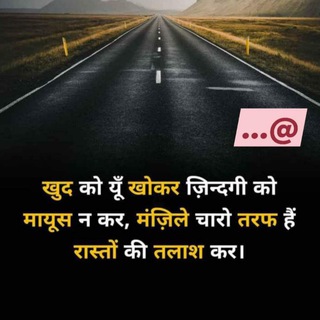 ...@
खुद को यूँ खोकर ज़िन्दगी को
मायूस न कर, मंज़िले चारो तरफ हैं
रास्तों की तलाश कर।